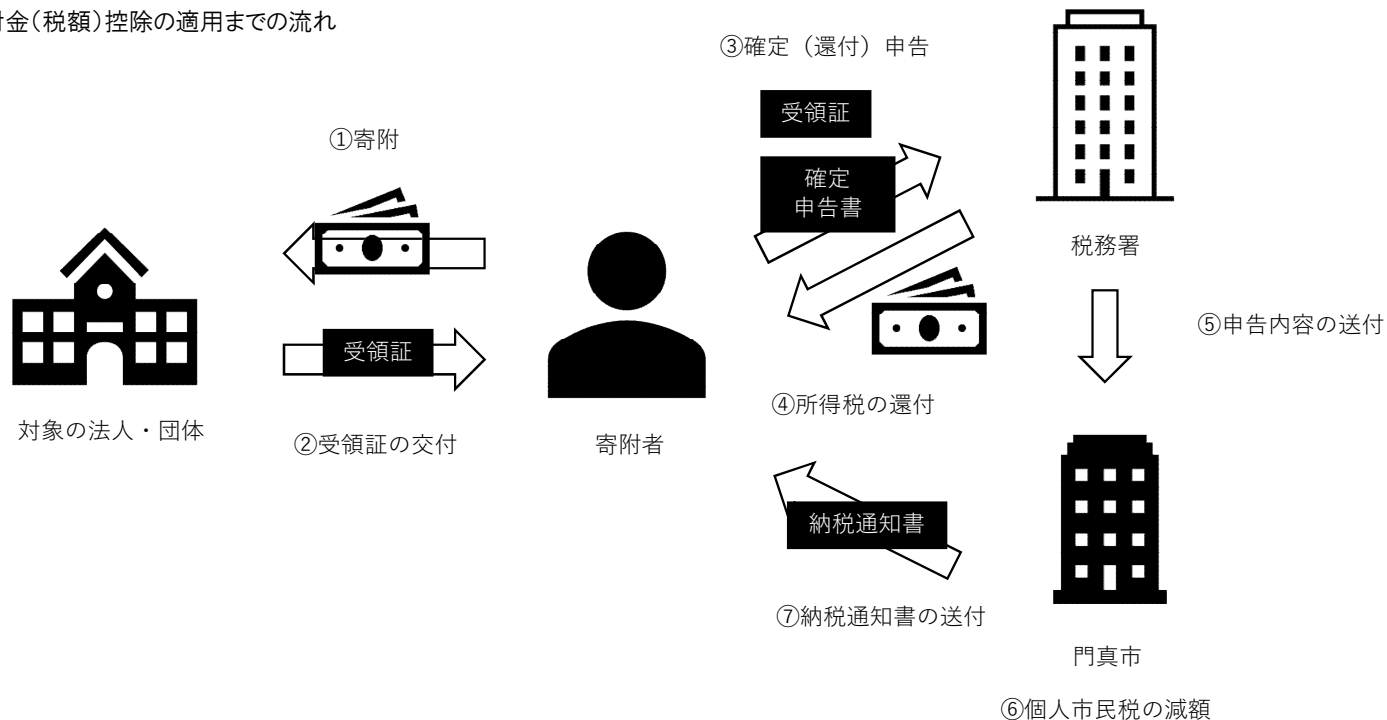 付金（税額）控除の適用までの流れ
①寄附
対象の法人・団体
受領証
②受領証の交付
寄附者
③確定（還付）申告
受領証
確定
申告書
税務署
④所得税の還付
⑤申告内容の送付
納税通知書
⑦納税通知書の送付
門真市
⑥個人市民税の減額